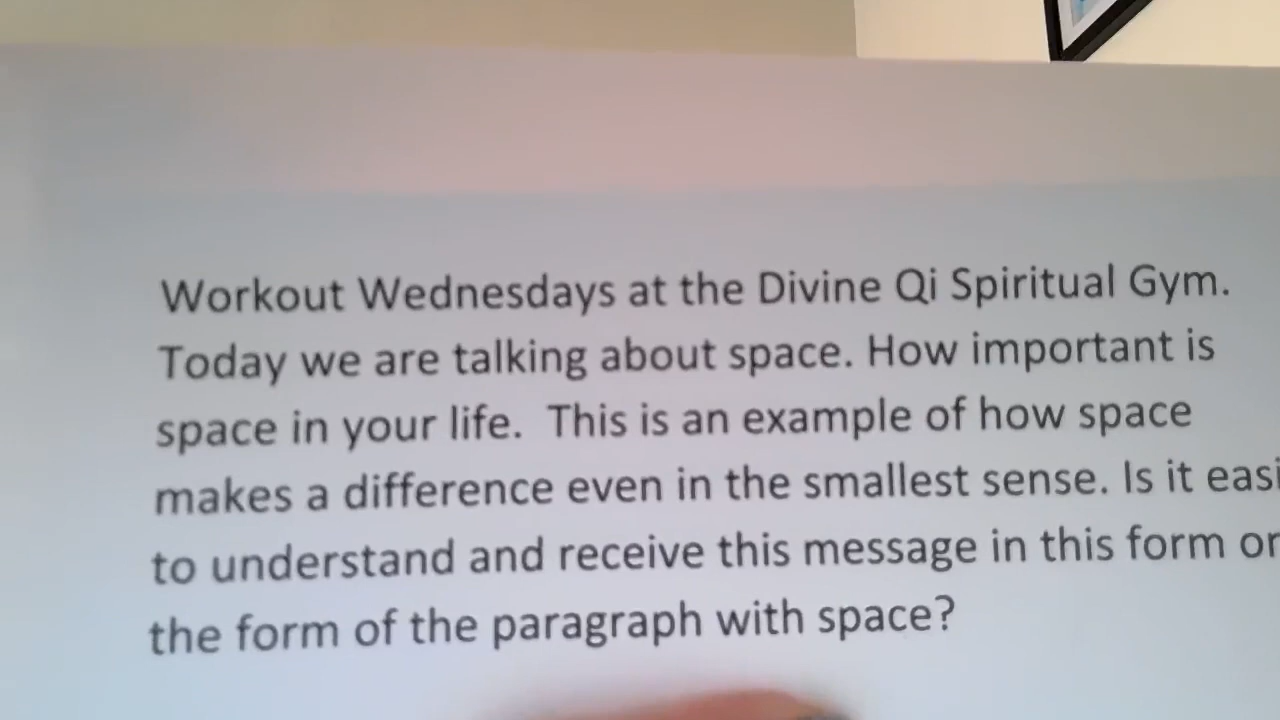 Workout Wednesdays at the Divine Qi Spiritual Gym.
Today we are talking about space. How important is
space in your life.  This is an example of how space
makes a difference even in the smallest sense. Is it easi
to understand and receive this message in this form or
the form of the paragraph with space?